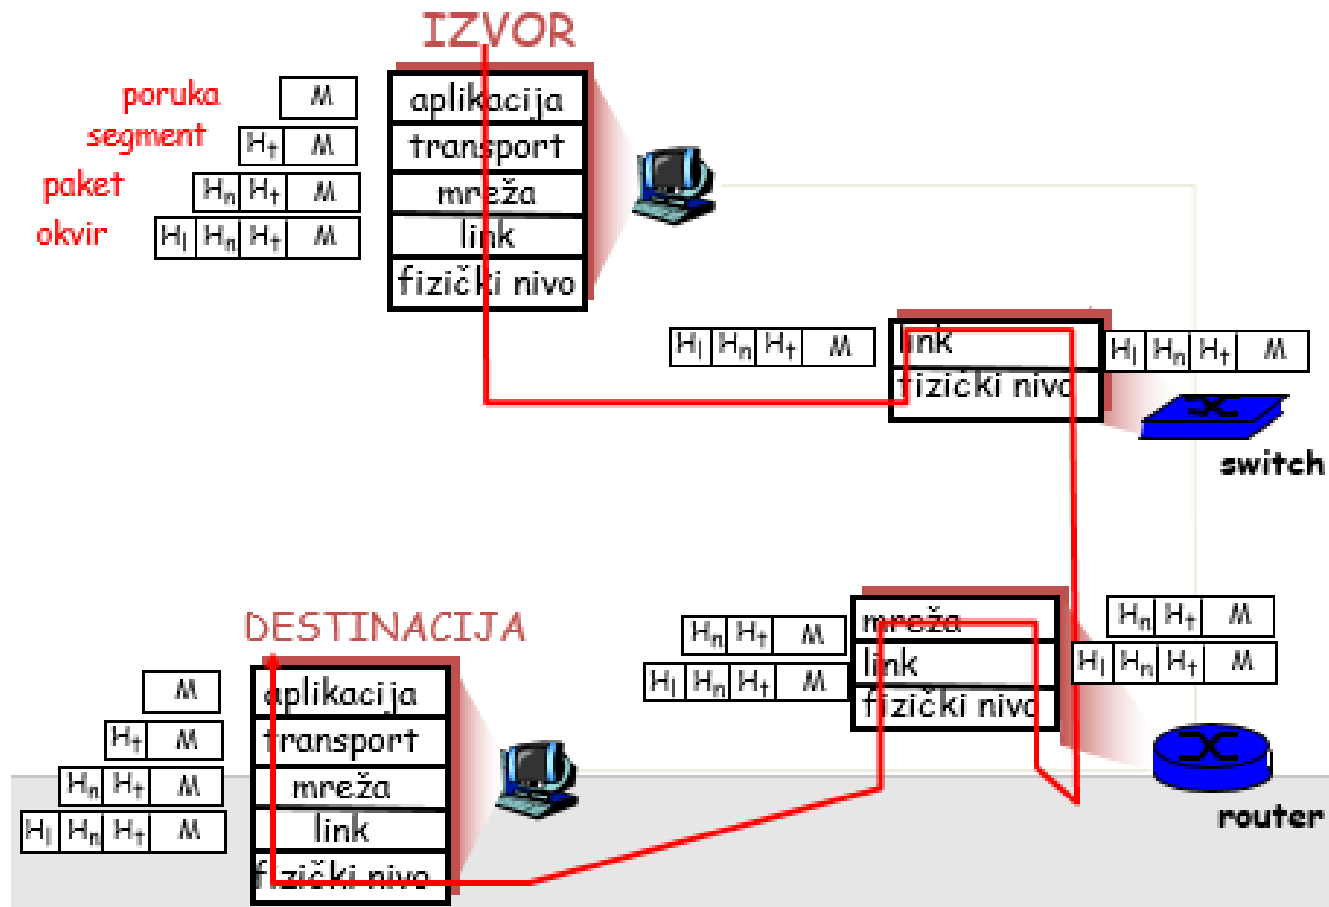 IZVOR
poruka M aplikacija
segment Ht M transport
paket Hn Ht M mreža
okvir Hl Hn Ht M link
fizički nivo
Hl Hn Ht M link Hl Hn Ht M
fizički nivo
switch
DESTINACIJA
Hn Ht M mreža Hn Ht M
Hl Hn Ht M link Hl Hn Ht M
fizički nivo
router
M aplikacija
Ht M transport
Hn Ht M mreža
Hl Hn Ht M link
fizički nivo